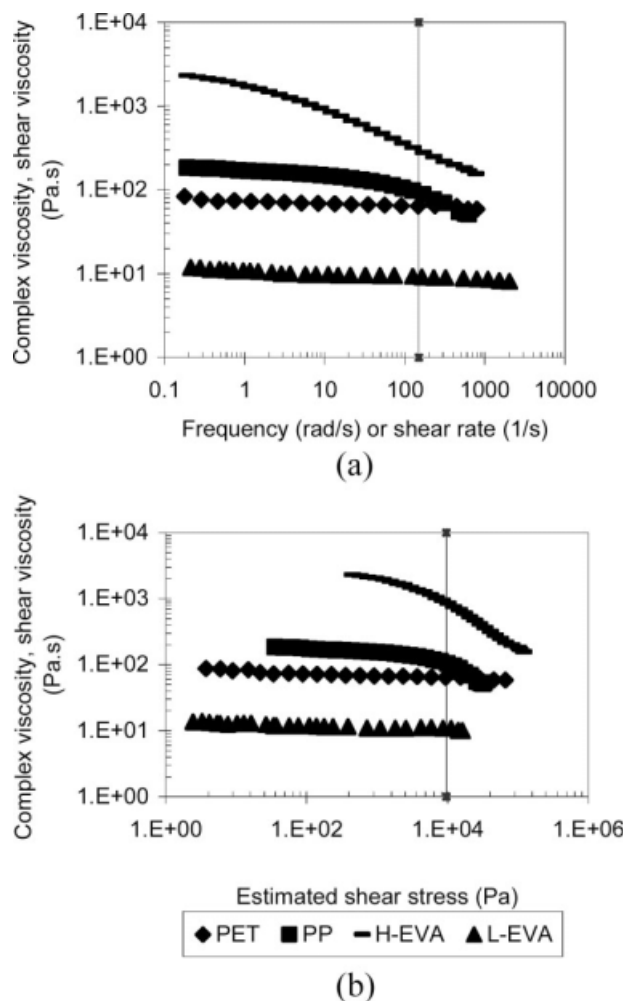 (a)
Complex viscosity, shear viscosity
(Pa.s)
1.E+04
1.E+03
1.E+02
1.E+01
1.E+00
0.1 1 10 100 1000 10000
Frequency (rad/s) or shear rate (1/s)
(a)
Complex viscosity, shear viscosity
(Pa.s)
1.E+04
1.E+03
1.E+02
1.E+01
1.E+00
1.E+00 1.E+02 1.E+04 1.E+06
Estimated shear stress (Pa)
PET PP H-EVA L-EVA
(b)